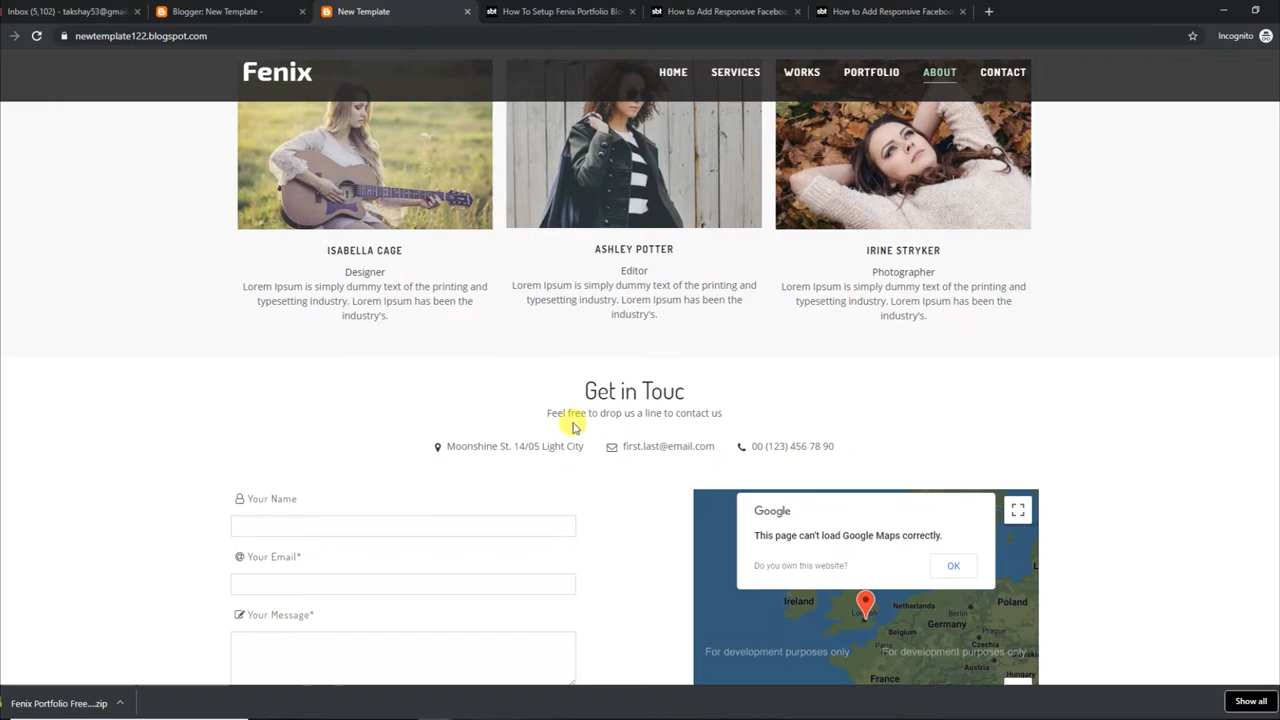 Inbox (5,102) - takshay53@gmail
Blogger: New Template -
New Template
How To Setup Fenix Portfolio Blo
How to Add Responsive Faceboo
How to Add Responsive Faceboo
newtemplate122.blogspot.com
Incognito
Fenix
HOME SERVICES WORKS PORTFOLIO ABOUT CONTACT
ISABELLA CAGE
Designer
Lorem Ipsum is simply dummy text of the printing and
typesetting industry. Lorem Ipsum has been the
industry's.
ASHLEY POTTER
Editor
Lorem Ipsum is simply dummy text of the printing and
typesetting industry. Lorem Ipsum has been the
industry's.
IRINE STRYKER
Photographer
Lorem Ipsum is simply dummy text of the printing and
typesetting industry. Lorem Ipsum has been the
industry's.
Get in Touc
Feel free to drop us a line to contact us
Moonshine St. 14/05 Light City
first.last@email.com
00 (123) 456 78 90
Your Name
Your Email*
Your Message*
Google
This page can't load Google Maps correctly.
Do you own this website?
OK
Ireland
London
Netherlands
Poland
Belgium
Germany
Czechia
Paris
Slovakia
France
Austria
Hungary
For development purposes only
For development purposes only
Fenix Portfolio Free....zip
Show all